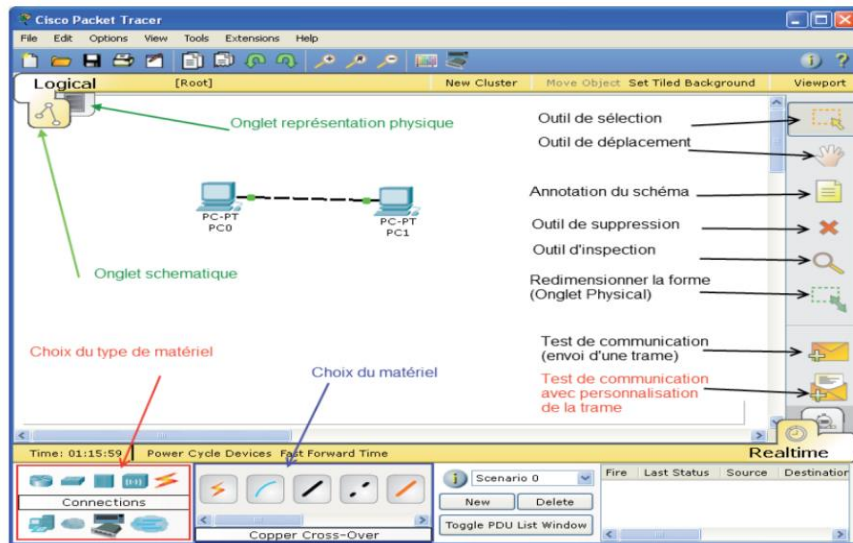 Cisco Packet Tracer
File Edit Options View Tools Extensions Help
Logical [Root] New Cluster Move Object Set Tiled Background Viewport
Onglet représentation physique
Outil de sélection
Outil de déplacement
Annotation du schéma
PC-PT
PC0
PC-PT
PC1
Outil de suppression
Outil d'inspection
Onglet schematique
Redimensionner la forme
(Onglet Physical)
Choix du type de matériel
Choix du matériel
Test de communication
(envoi d'une trame)
Test de communication
avec personnalisation
de la trame
Time: 01:15:59 Power Cycle Devices Fast Forward Time Realtime
Connections
Copper Cross-Over
Scenario 0
New Delete
Toggle PDU List Window
Fire Last Status Source Destination